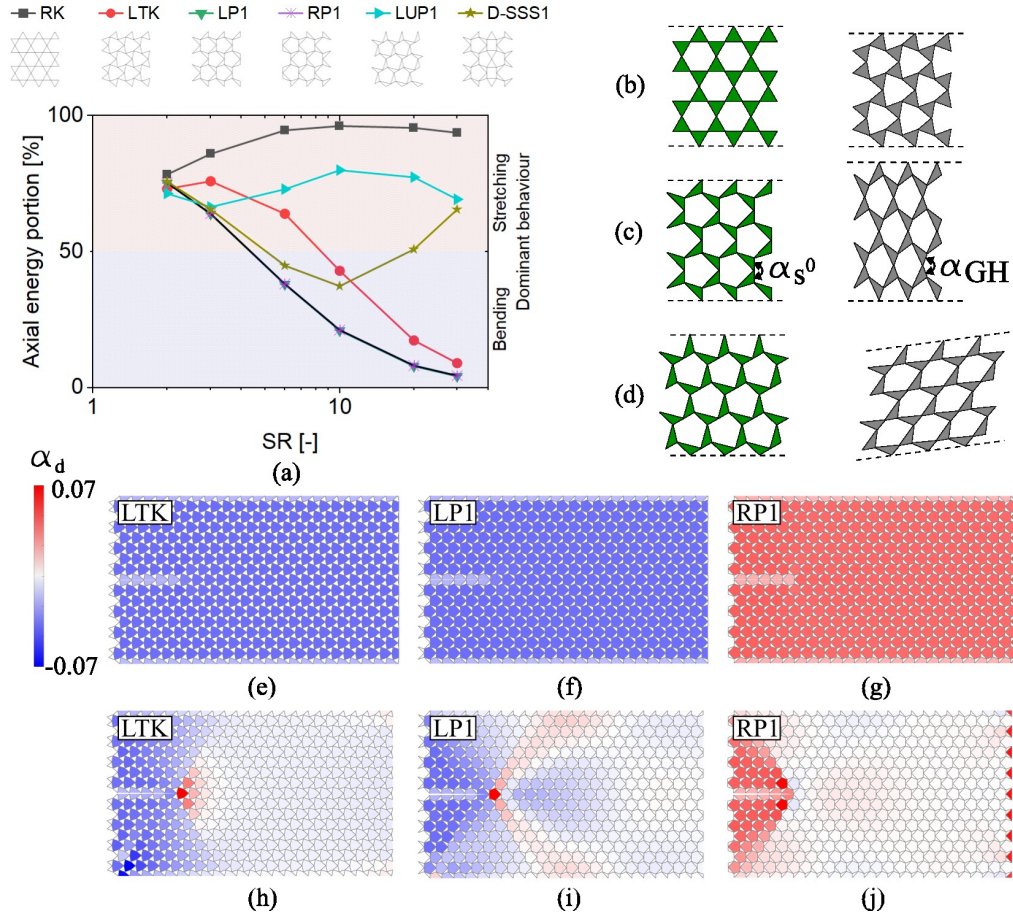 RK LTK LP1 RP1 LUP1 D-SSS1
100
50
0
Axial energy portion [%]
Stretching
Bending
Dominant behaviour
1 10
SR [-]
(a)
(b)
(c)
αs⁰
αGH
(d)
αd
0.07
-0.07
LTK LP1 RP1
(e) (f) (g)
LTK LP1 RP1
(h) (i) (j)